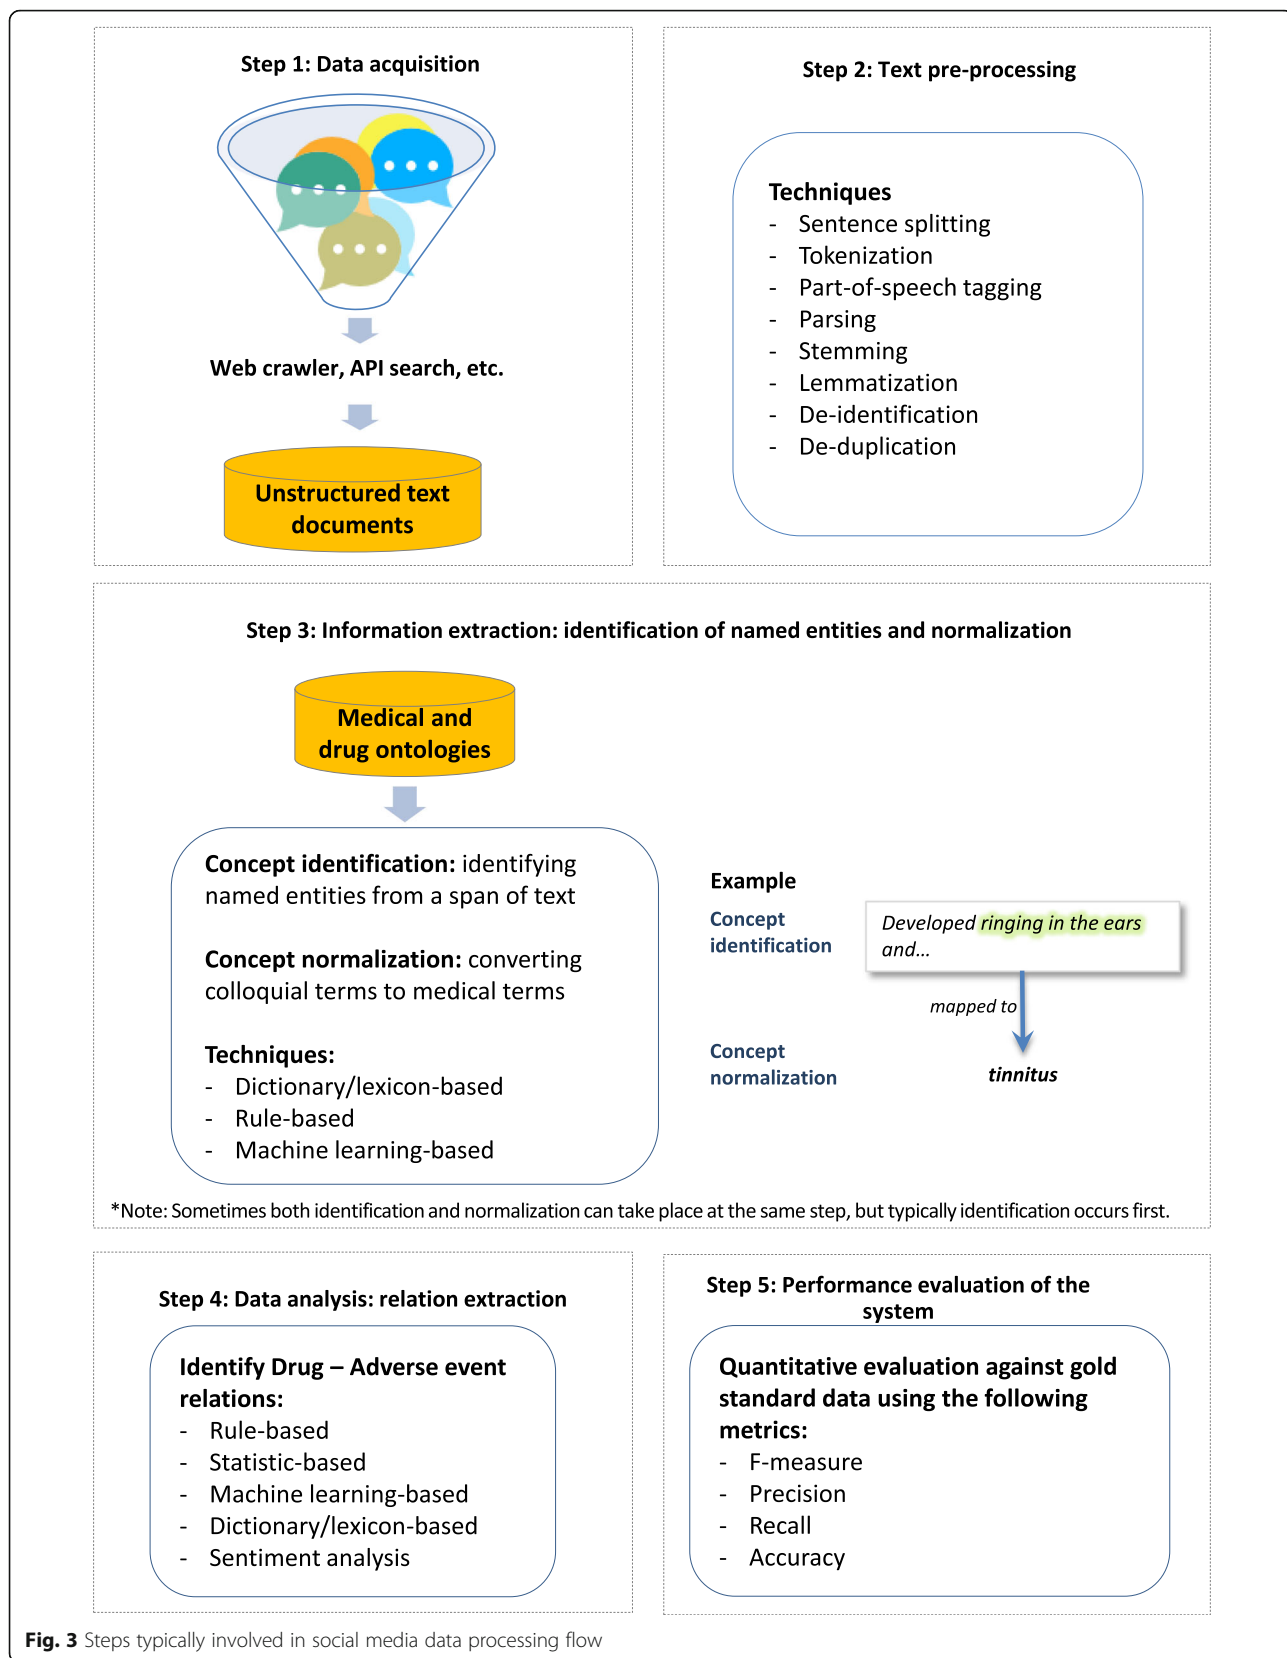 Step 1: Data acquisition
Web crawler, API search, etc.
Unstructured text
documents
Step 2: Text pre-processing
Techniques
- Sentence splitting
- Tokenization
- Part-of-speech tagging
- Parsing
- Stemming
- Lemmatization
- De-identification
- De-duplication
Step 3: Information extraction: identification of named entities and normalization
Medical and
drug ontologies
Concept identification: identifying
named entities from a span of text
Concept normalization: converting
colloquial terms to medical terms
Techniques:
- Dictionary/lexicon-based
- Rule-based
- Machine learning-based
Example
Concept
identification
Developed ringing in the ears
and...
mapped to
Concept
normalization
tinnitus
*Note: Sometimes both identification and normalization can take place at the same step, but typically identification occurs first.
Step 4: Data analysis: relation extraction
Identify Drug – Adverse event
relations:
- Rule-based
- Statistic-based
- Machine learning-based
- Dictionary/lexicon-based
- Sentiment analysis
Step 5: Performance evaluation of the
system
Quantitative evaluation against gold
standard data using the following
metrics:
- F-measure
- Precision
- Recall
- Accuracy
Fig. 3 Steps typically involved in social media data processing flow